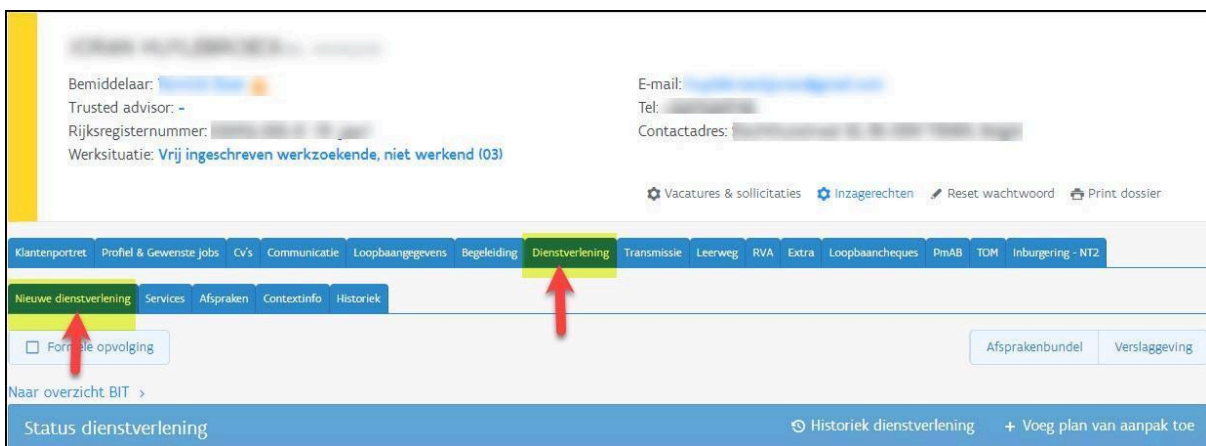 Bemiddelaar:
Trusted advisor: -
Rijksregisternummer:
Werksituatie: Vrij ingeschreven werkzoekende, niet werkend (03)
E-mail:
Tel:
Contactadres:
Vacatures & sollicitaties Inzagerechten Reset wachtwoord Print dossier
Klantenportret Profiel & Gewenste jobs Cv's Communicatie Loopbaangegevens Begeleiding Dienstverlening Transmissie Leerweg RVA Extra Loopbaancheques PmAB TOM Inburgering - NT2
Nieuwe dienstverlening Services Afspraken Contextinfo Historiek
opvolging
Afsprakenbundel Verslaggeving
Naar overzicht BIT >
Status dienstverlening Historiek dienstverlening + Voeg plan van aanpak toe